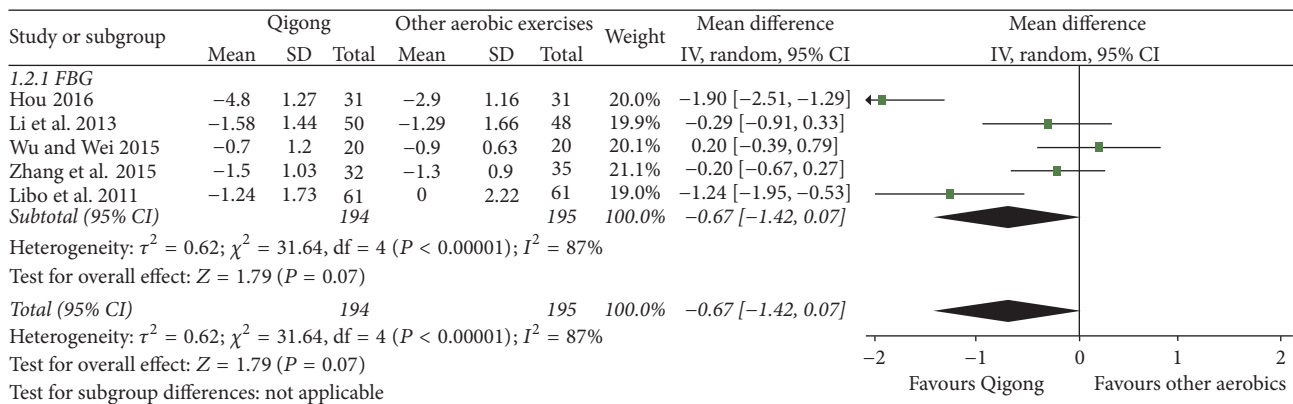 Study or subgroup Qigong Other aerobic exercises Weight Mean difference Mean difference
Mean SD Total Mean SD Total IV, random, 95% CI IV, random, 95% CI
1.2.1 FBG
Hou 2016 −4.8 1.27 31 −2.9 1.16 31 20.0% −1.90 [−2.51, −1.29]
Li et al. 2013 −1.58 1.44 50 −1.29 1.66 48 19.9% −0.29 [−0.91, 0.33]
Wu and Wei 2015 −0.7 1.2 20 −0.9 0.63 20 20.1% 0.20 [−0.39, 0.79]
Zhang et al. 2015 −1.5 1.03 32 −1.3 0.9 35 21.1% −0.20 [−0.67, 0.27]
Libo et al. 2011 −1.24 1.73 61 0 2.22 61 19.0% −1.24 [−1.95, −0.53]
Subtotal (95% CI) 194 195 100.0% −0.67 [−1.42, 0.07]
Heterogeneity: τ² = 0.62; χ² = 31.64, df = 4 (P < 0.00001); I² = 87%
Test for overall effect: Z = 1.79 (P = 0.07)
Total (95% CI) 194 195 100.0% −0.67 [−1.42, 0.07]
Heterogeneity: τ² = 0.62; χ² = 31.64, df = 4 (P < 0.00001); I² = 87%
Test for overall effect: Z = 1.79 (P = 0.07)
Test for subgroup differences: not applicable
−2 −1 0 1 2
Favours Qigong Favours other aerobics